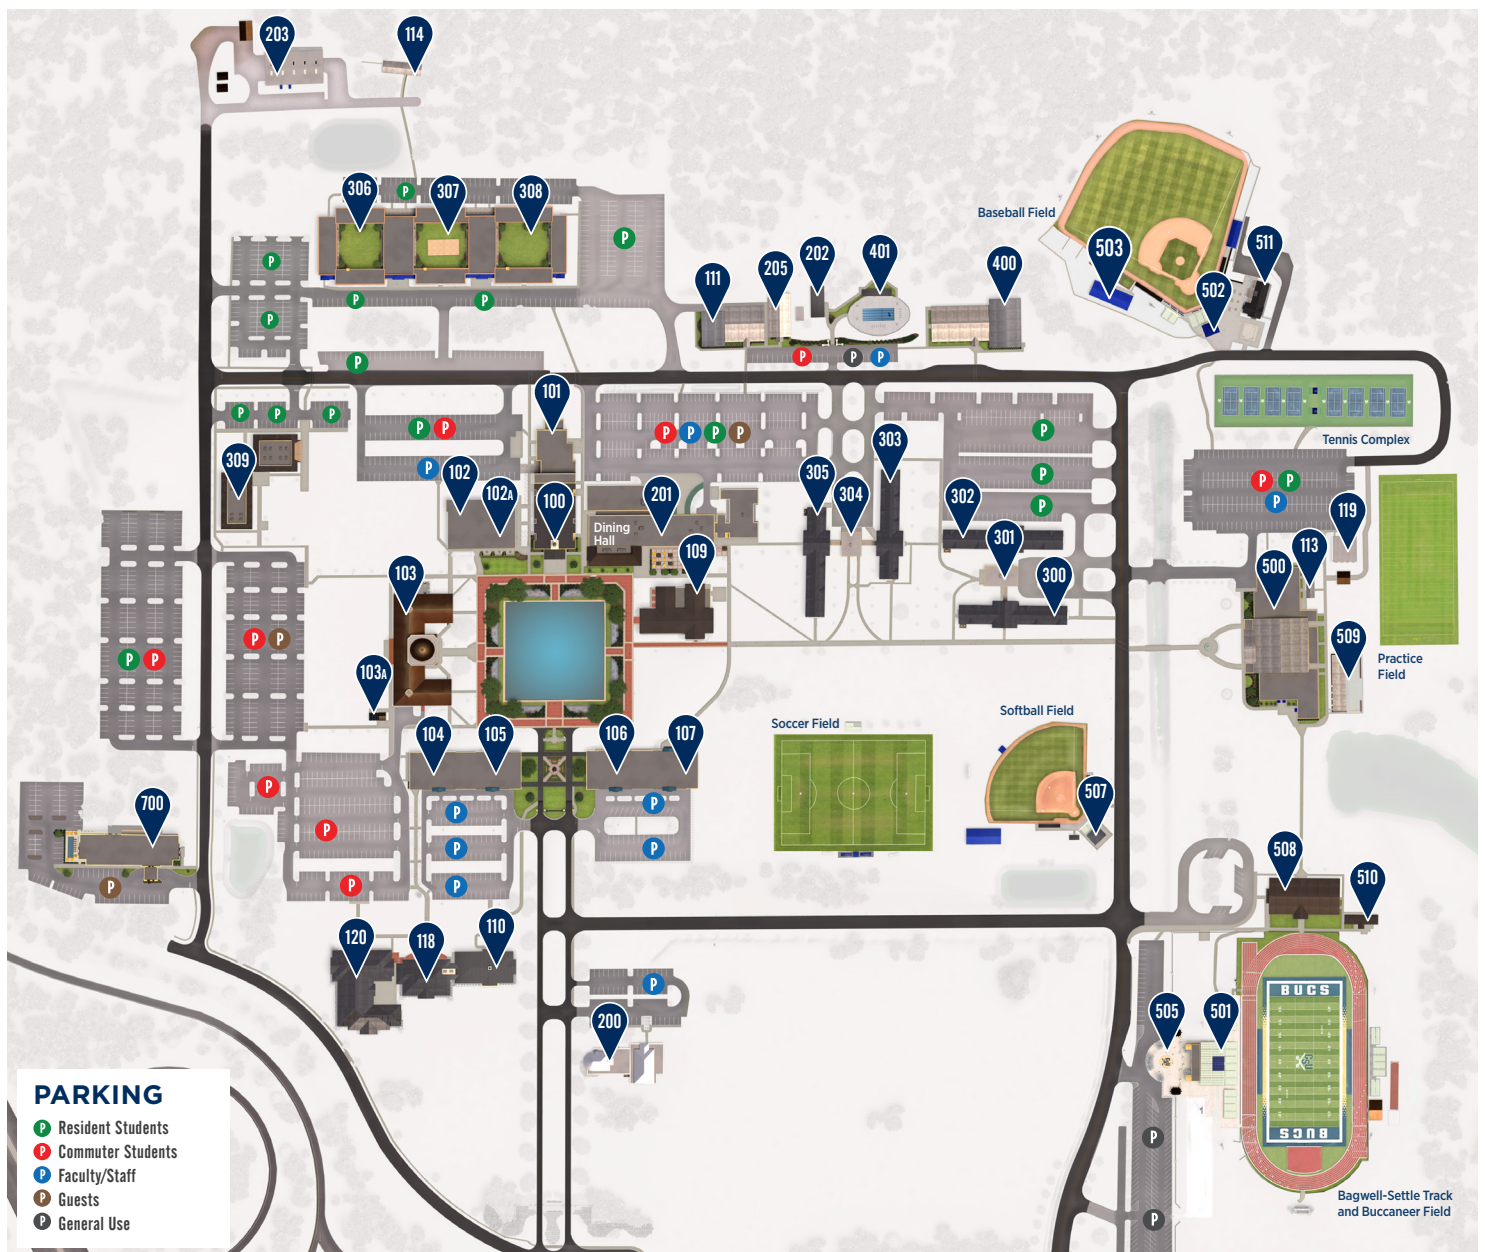 203
114
306
P
307
308
P
Baseball Field
503
511
502
111
205
202
401
400
P
P
P
P
P
P
P
P
101
P
P
P
P
P
P
P
P
P
P
P
303
P
Tennis Complex
309
102
102A
100
201
Dining
Hall
109
305
304
302
P
P
301
300
P
P
P
119
113
500
103
P
P
P
P
103A
509
Practice
Field
104
105
106
107
Soccer Field
Softball Field
507
P
P
P
P
P
P
P
P
700
P
508
510
120
118
110
P
200
505
501
BUCS
BUCS
P
P
Bagwell-Settle Track
and Buccaneer Field
PARKING
P Resident Students
P Commuter Students
P Faculty/Staff
P Guests
P General Use